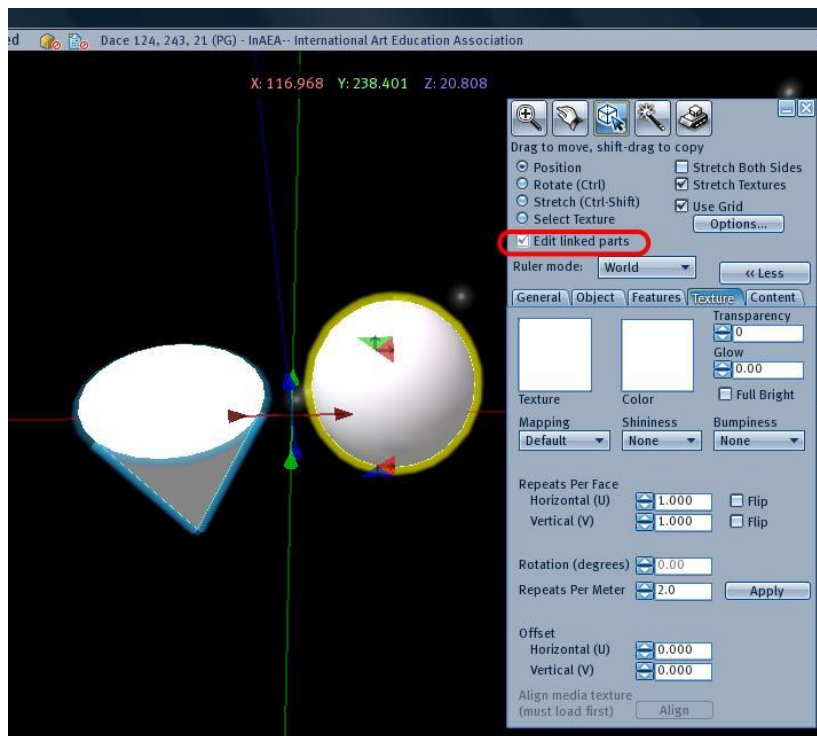 ed Dace 124, 243, 21 (PG) - InAEA-- International Art Education Association
X: 116.968 Y: 238.401 Z: 20.808
Drag to move, shift-drag to copy
Position
Stretch Both Sides
Rotate (Ctrl)
Stretch Textures
Stretch (Ctrl-Shift)
Use Grid
Select Texture
Options...
Edit linked parts
Ruler mode: World
<< Less
General Object Features Texture Content
Transparency
0
Glow
0.00
Texture Color Full Bright
Mapping Shininess Bumpiness
Default None None
Repeats Per Face
Horizontal (U) 1.000 Flip
Vertical (V) 1.000 Flip
Rotation (degrees) 0.00
Repeats Per Meter 2.0 Apply
Offset
Horizontal (U) 0.000
Vertical (V) 0.000
Align media texture
(must load first) Align